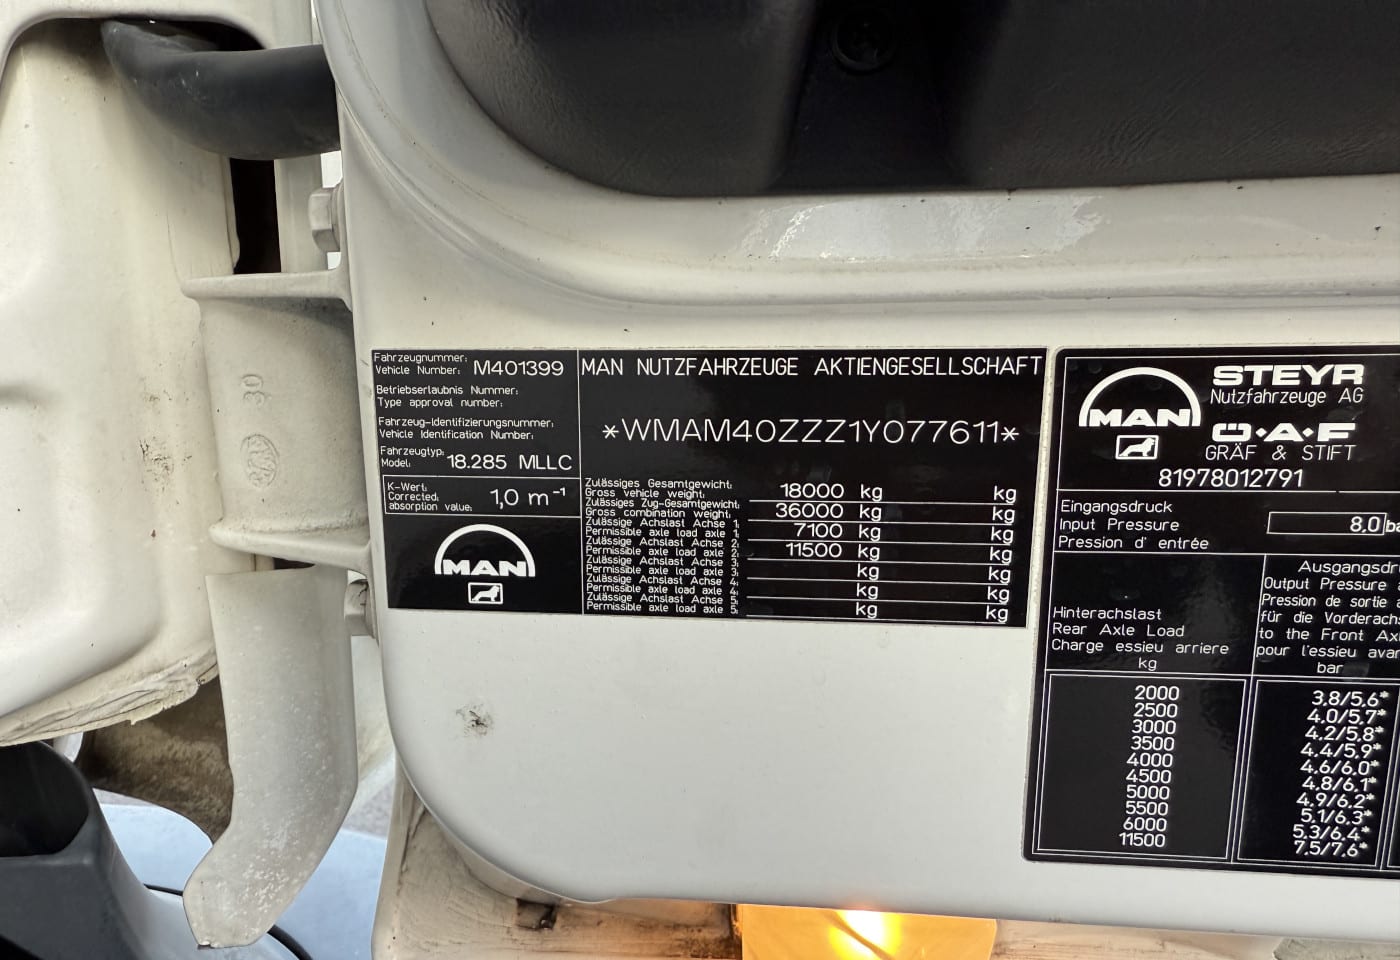 Fahrzeugnummer:
Vehicle Number: M401399
Betriebserlaubnis Nummer:
Type approval number:
Fahrzeug-Identifizierungsnummer:
Vehicle Identification Number:
Fahrzeugtyp:
Model: 18.285 MLLC
K-Wert:
Corrected
absorption value: 1,0 m⁻¹
MAN
MAN NUTZFAHRZEUGE AKTIENGESELLSCHAFT
*WMAM40ZZZ1Y077611*
Zulässiges Gesamtgewicht:
Gross vehicle weight: 18000 kg kg
Zulässiges Zug-Gesamtgewicht:
Gross combination weight: 36000 kg kg
Zulässige Achslast Achse 1:
Permissible axle load axle 1: 7100 kg kg
Zulässige Achslast Achse 2:
Permissible axle load axle 2: 11500 kg kg
Zulässige Achslast Achse 3:
Permissible axle load axle 3: kg kg
Zulässige Achslast Achse 4:
Permissible axle load axle 4: kg kg
Zulässige Achslast Achse 5:
Permissible axle load axle 5: kg kg
MAN
STEYR
Nutzfahrzeuge AG
Ö·A·F
GRÄF & STIFT
81978012791
Eingangsdruck
Input Pressure 8,0 ba
Pression d' entrée
Hinterachslast
Rear Axle Load
Charge essieu arriere
kg
Ausgangsdru
Output Pressure
Pression de sortie
für die Vorderachs
to the Front Ax
pour l'essieu avan
bar
2000 3.8/5.6*
2500 4.0/5.7*
3000 4.2/5.8*
3500 4.4/5.9*
4000 4.6/6.0*
4500 4.8/6.1*
5000 4.9/6.2*
5500 5.1/6.3*
6000 5.3/6.4*
11500 7.5/7.6*
30